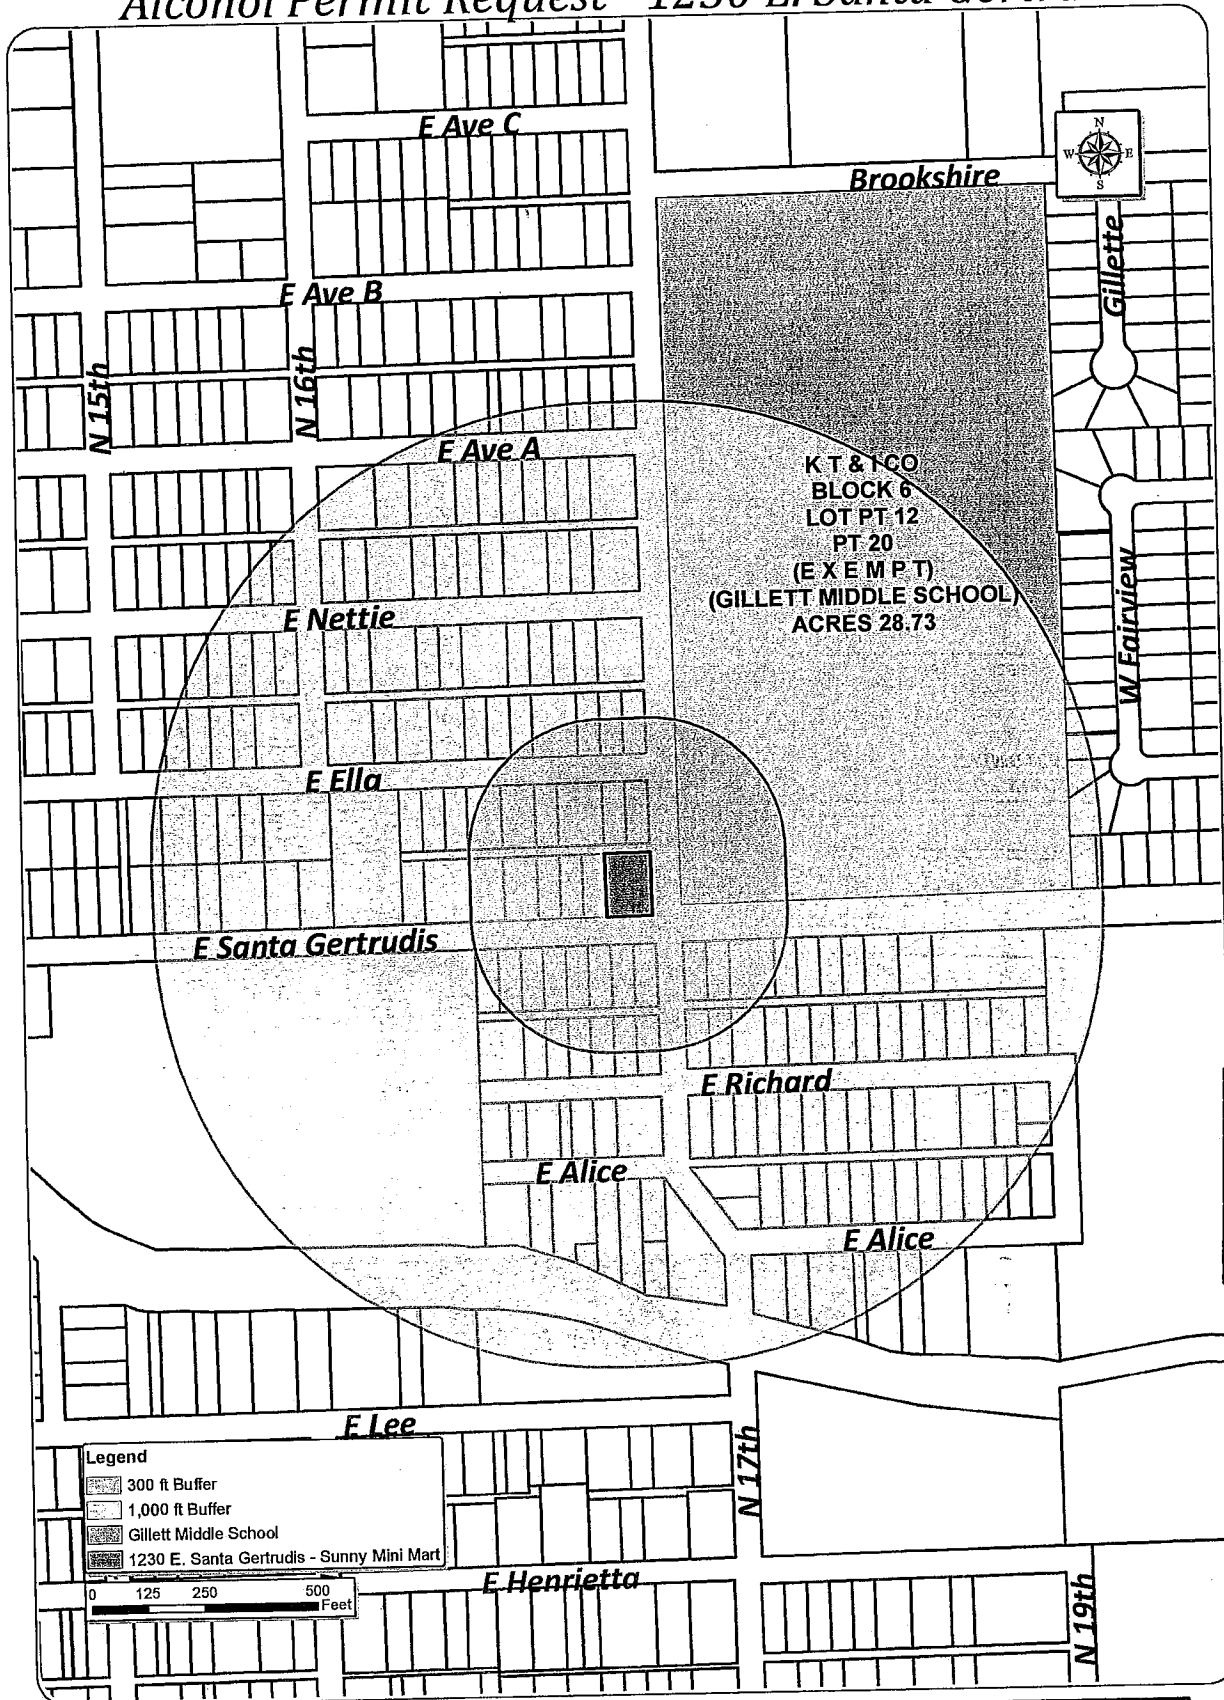 Alcohol Permit Request - 1230 E. Santa
E Ave C
N
W E
S
Brookshire
Gillette
E Ave B
N 15th
N 16th
E Ave A
K T & I CO
BLOCK 6
LOT PT 12
PT 20
(E X E M P T)
(GILLETT MIDDLE SCHOOL)
ACRES 28.73
E Nettie
W Fairview
E Ella
E Santa Gertrudis
E Richard
E Alice
E Alice
E Lee
N 17th
Legend
300 ft Buffer
1,000 ft Buffer
Gillett Middle School
1230 E. Santa Gertrudis - Sunny Mini Mart
0 125 250 500
Feet
E Henrietta
N 19th